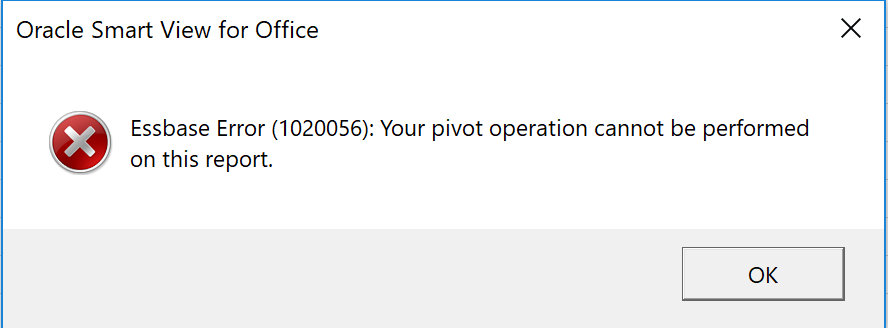 Oracle Smart View for Office
Essbase Error (1020056): Your pivot operation cannot be performed
on this report.
OK